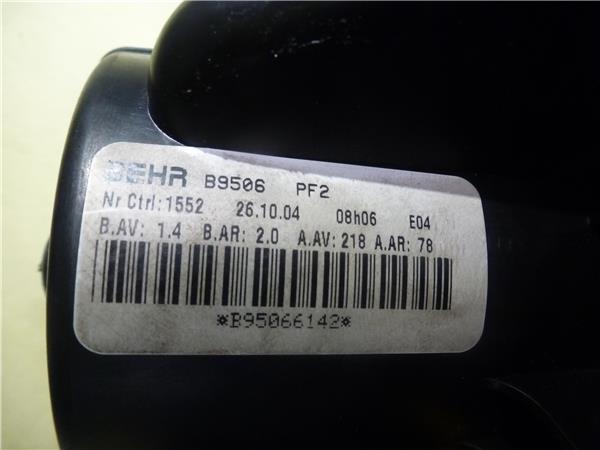 BEHR B9506 PF2
Nr Ctrl:1552 26.10.04 08h06 E04
B.AV: 1.4 B.AR: 2.0 A.AV: 218 A.AR: 78
*B95066142*